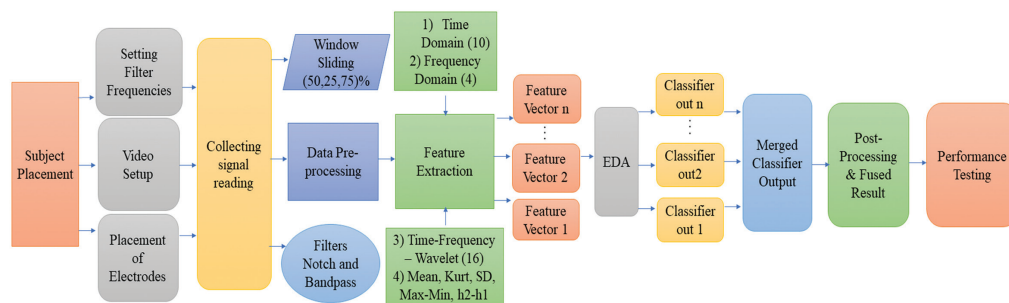 Subject
Placement
Setting
Filter
Frequencies
Video
Setup
Placement
of
Electrodes
Collecting
signal
reading
Window
Sliding
(50,25,75)%
Data Pre-
processing
Filters
Notch and
Bandpass
1) Time
Domain (10)
2) Frequency
Domain (4)
Feature
Extraction
3) Time-Frequency
– Wavelet (16)
4) Mean, Kurt, SD,
Max-Min, h2-h1
Feature
Vector n
Feature
Vector 2
Feature
Vector 1
EDA
Classifier
out n
Classifier
out2
Classifier
out 1
Merged
Classifier
Output
Post-
Processing
& Fused
Result
Performance
Testing